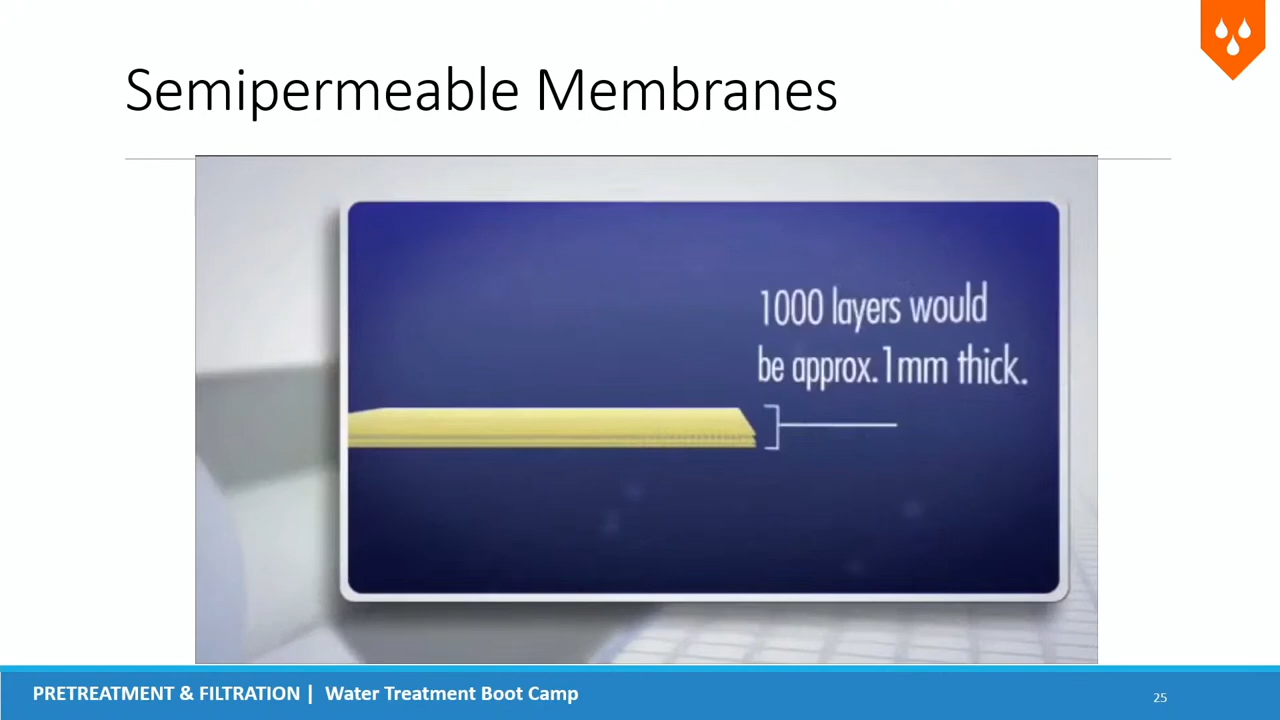 Semipermeable Membranes
1000 layers would
be approx. 1mm thick.
PRETREATMENT & FILTRATION | Water Treatment Boot Camp
25